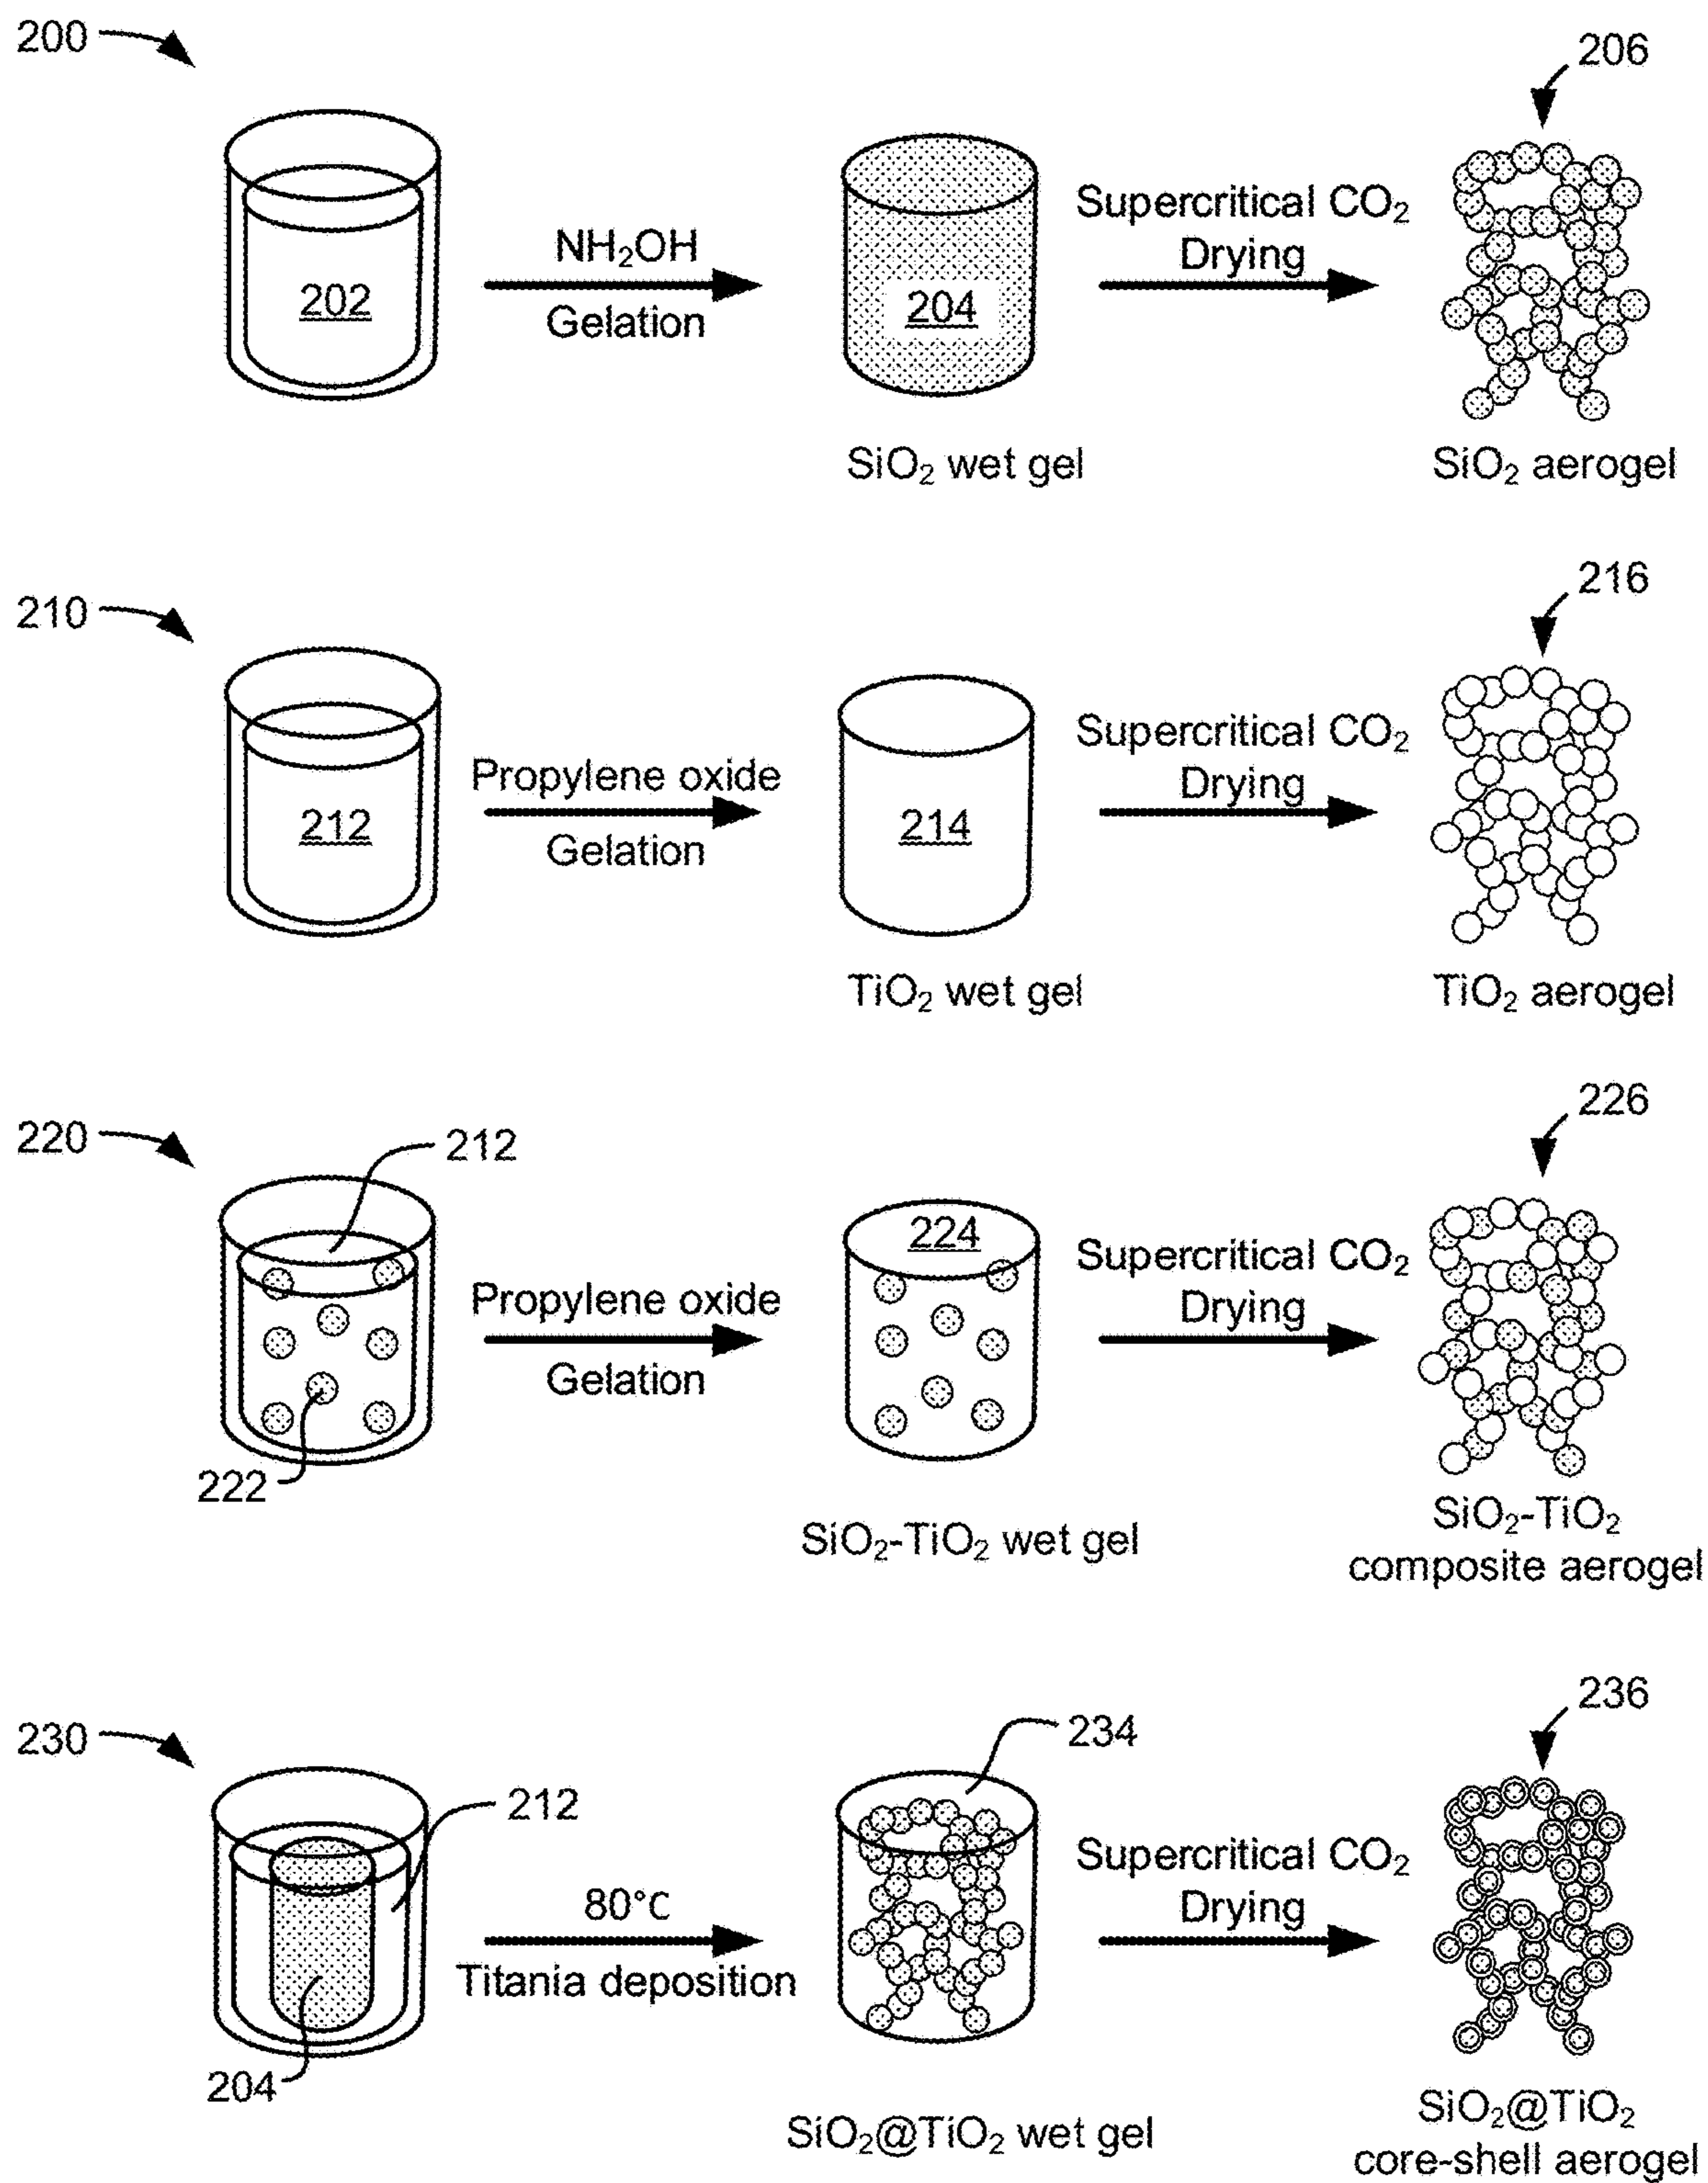 200
206
202
NH₂OH
Gelation
204
Supercritical CO₂
Drying
SiO₂ wet gel
SiO₂ aerogel
210
216
212
Propylene oxide
Gelation
214
Supercritical CO₂
Drying
TiO₂ wet gel
TiO₂ aerogel
220
212
226
222
Propylene oxide
Gelation
224
Supercritical CO₂
Drying
SiO₂-TiO₂ wet gel
SiO₂-TiO₂
composite aerogel
230
212
204
80°C
Titania deposition
234
Supercritical CO₂
Drying
236
SiO₂@TiO₂ wet gel
SiO₂@TiO₂
core-shell aerogel